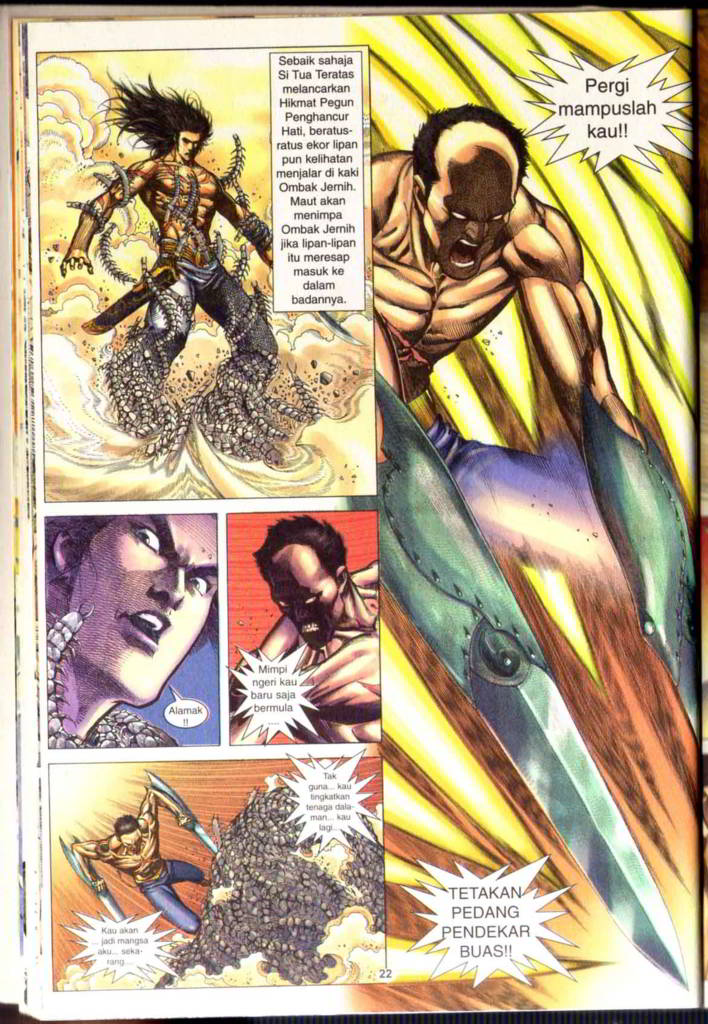 Sebaik sahaja
Si Tua Teratas
melancarkan
Hikmat Pegun
Penghancur
Hati, beratus-
ratus ekor lipan
pun kelihatan
menjalar di kaki
Ombak Jernih.
Maut akan
menimpa
Ombak Jernih
jika lipan-lipan
itu meresap
masuk ke
dalam
badannya.
Pergi
mampuslah
kau!!
Alamak
!!
Mimpi
ngeri kau
baru saja
bermula
....
Tak
guna... kau
tingkatkan
tenaga dala-
man... kau
lagi...
Kau akan
... jadi mangsa
aku... seka-
rang....
TETAKAN
PEDANG
PENDEKAR
BUAS!!
22